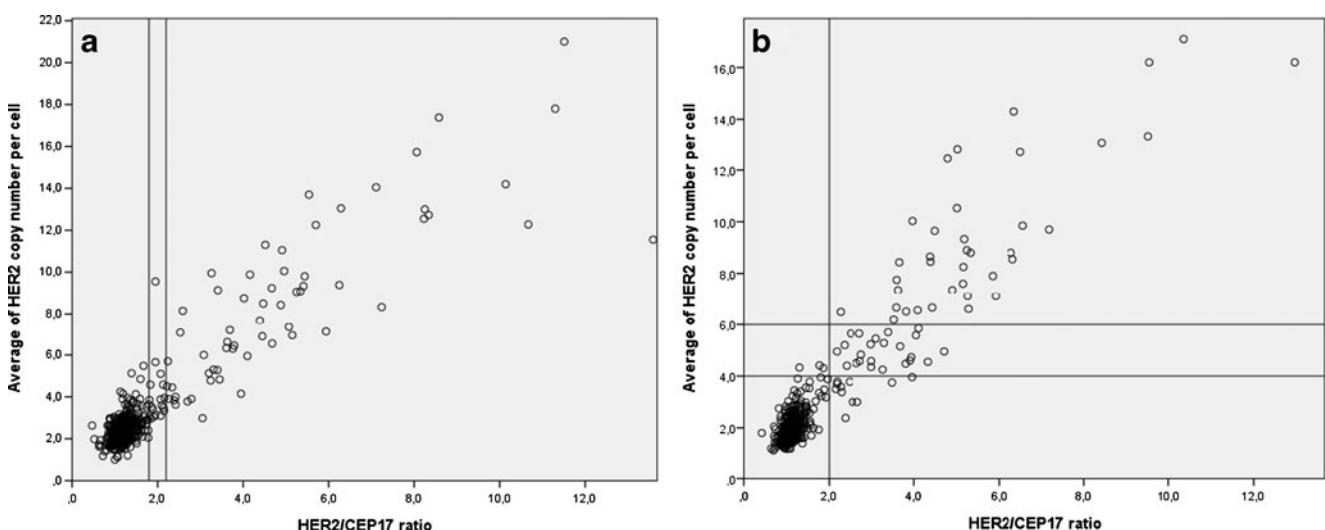 a
Average of HER2 copy number per cell
22,0
20,0
18,0
16,0
14,0
12,0
10,0
8,0
6,0
4,0
2,0
,0
,0 2,0 4,0 6,0 8,0 10,0 12,0
HER2/CEP17 ratio
b
Average of HER2 copy number per cell
16,0
14,0
12,0
10,0
8,0
6,0
4,0
2,0
,0
,0 2,0 4,0 6,0 8,0 10,0 12,0
HER2/CEP17 ratio